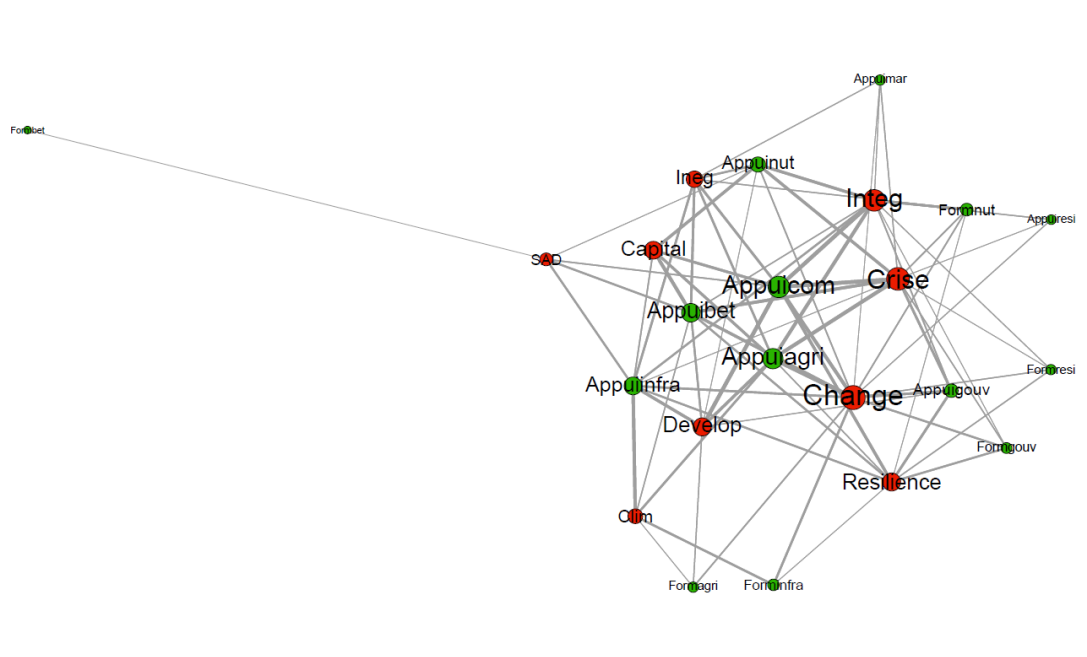 Appuimar
Formbet
Appuinut
Ineg
Integ
Formnut
Appuresi
Capital
SAD
Crise
Appuicom
Appuibet
Appuiagri
Formresi
Appuiinfra
Appuigouv
Change
Develop
Formgouv
Resilience
Clim
Forminfra
Formagri